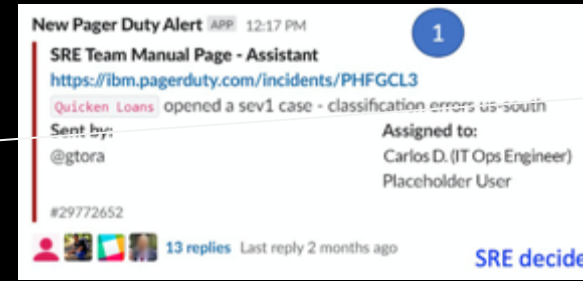 New Pager Duty Alert APP 12:17 PM
1
SRE Team Manual Page - Assistant
https://ibm.pagerduty.com/incidents/PHFGCL3
Quicken Loans opened a sev1 case - classification errors us-south
Sent by: Assigned to:
@gtora Carlos D. (IT Ops Engineer)
Placeholder User
#29772652
13 replies Last reply 2 months ago
SRE decide